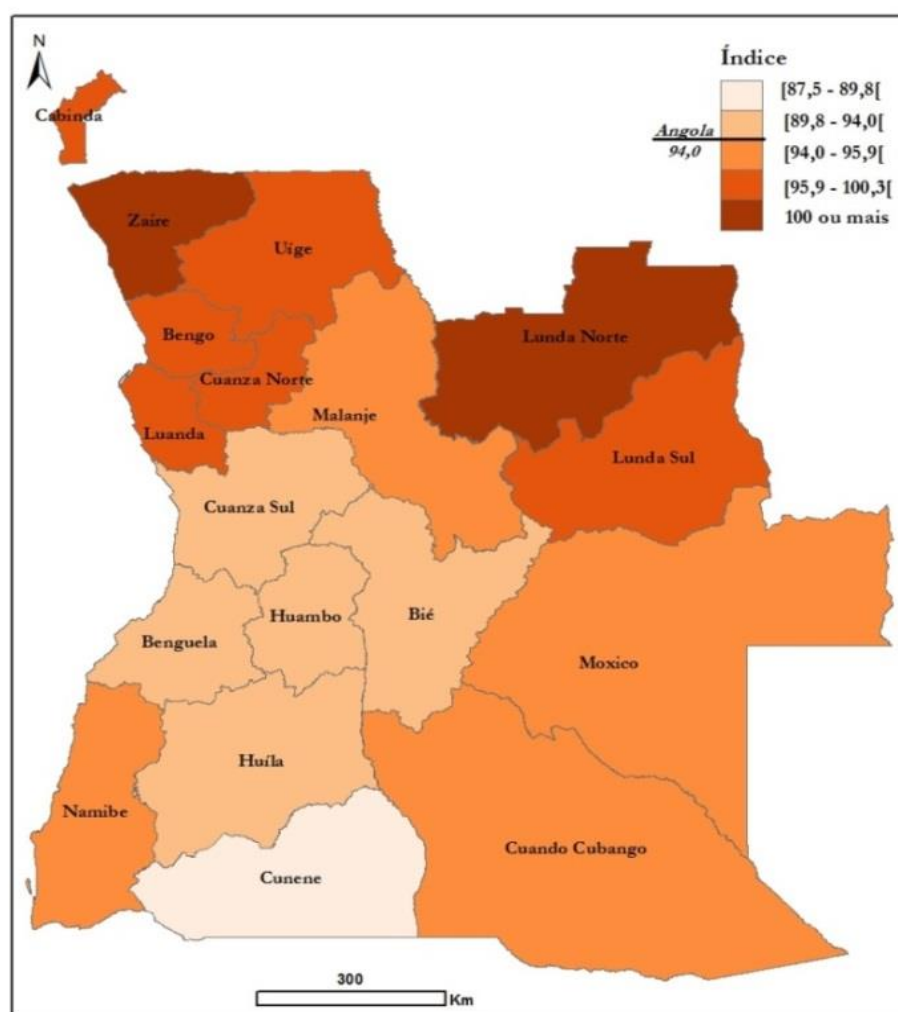 N
Índice
[87,5 - 89,8[
[89,8 - 94,0[
Angola
94,0
[94,0 - 95,9[
[95,9 - 100,3[
100 ou mais
Cabinda
Zaire
Uíge
Bengo
Lunda Norte
Cuanza Norte
Malanje
Luanda
Lunda Sul
Cuanza Sul
Huambo
Bié
Benguela
Moxico
Huíla
Namibe
Cuando Cubango
Cunene
300
Km